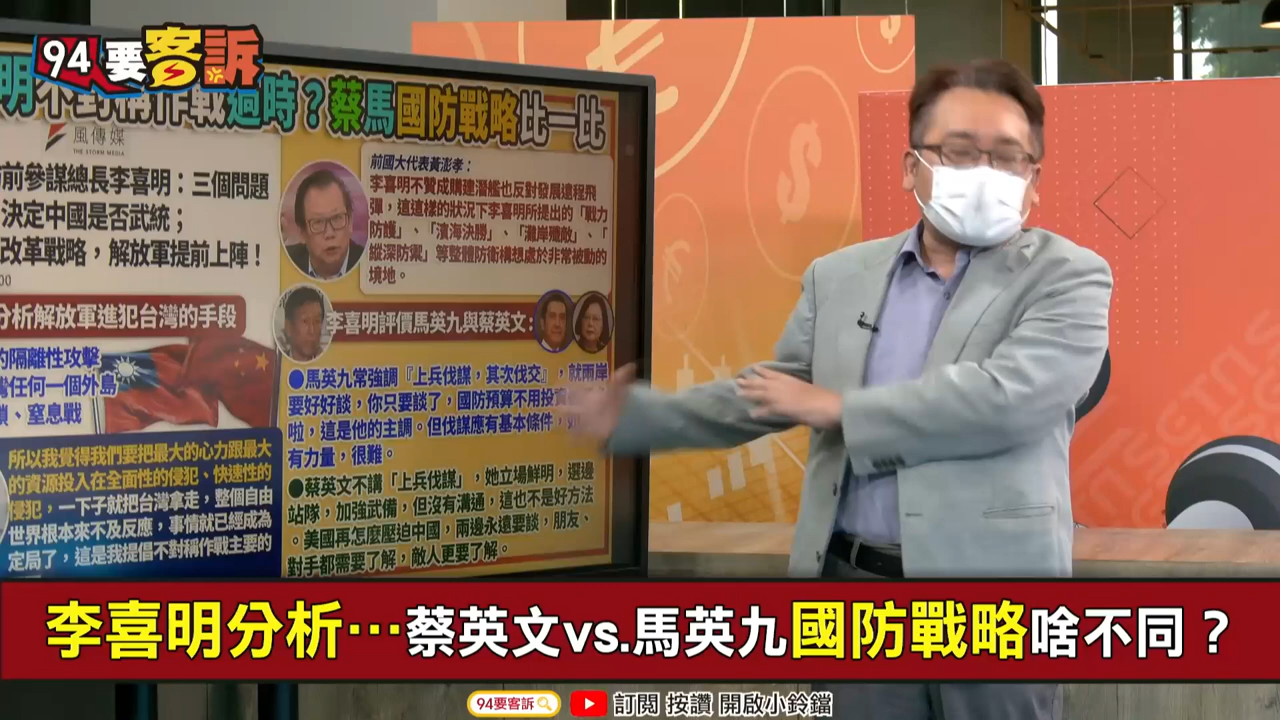 94要客訴
明不對稱作戰過時？蔡馬國防戰略比一比
風傳媒
THE STORM MEDIA
前參謀總長李喜明：三個問題
決定中國是否武統；
改革戰略，解放軍提前上陣！
分析解放軍進犯台灣的手段
的隔離性攻擊
灣任何一個外島
鎖、窒息戰
所以我覺得我們要把最大的心力跟最大
的資源投入在全面性的侵犯、快速性的
侵犯，一下子就把台灣拿走，整個自由
世界根本來不及反應，事情就已經成為
定局了，這是我提倡不對稱作戰主要的
前國大代表黃澎孝：
李喜明不贊成購建潛艦也反對發展遠程飛
彈，這這樣的狀況下李喜明所提出的「戰力
防護」、「濱海決勝」、「灘岸殲敵」、「
縱深防禦」等整體防衛構想處於非常被動的
境地。
李喜明評價馬英九與蔡英文：
●馬英九常強調『上兵伐謀，其次伐交』，就兩岸
要好好談，你只要談了，國防預算不用投資
啦，這是他的主調。但伐謀應有基本條件，
有力量，很難。
●蔡英文不講「上兵伐謀」，她立場鮮明，選邊
站隊，加強武備，但沒有溝通，這也不是好方法
。美國再怎麼壓迫中國，兩邊永遠要談，朋友、
對手都需要了解，敵人更要了解。
李喜明分析…蔡英文vs.馬英九國防戰略啥不同？
94要客訴 訂閱 按讚 開啟小鈴鐺